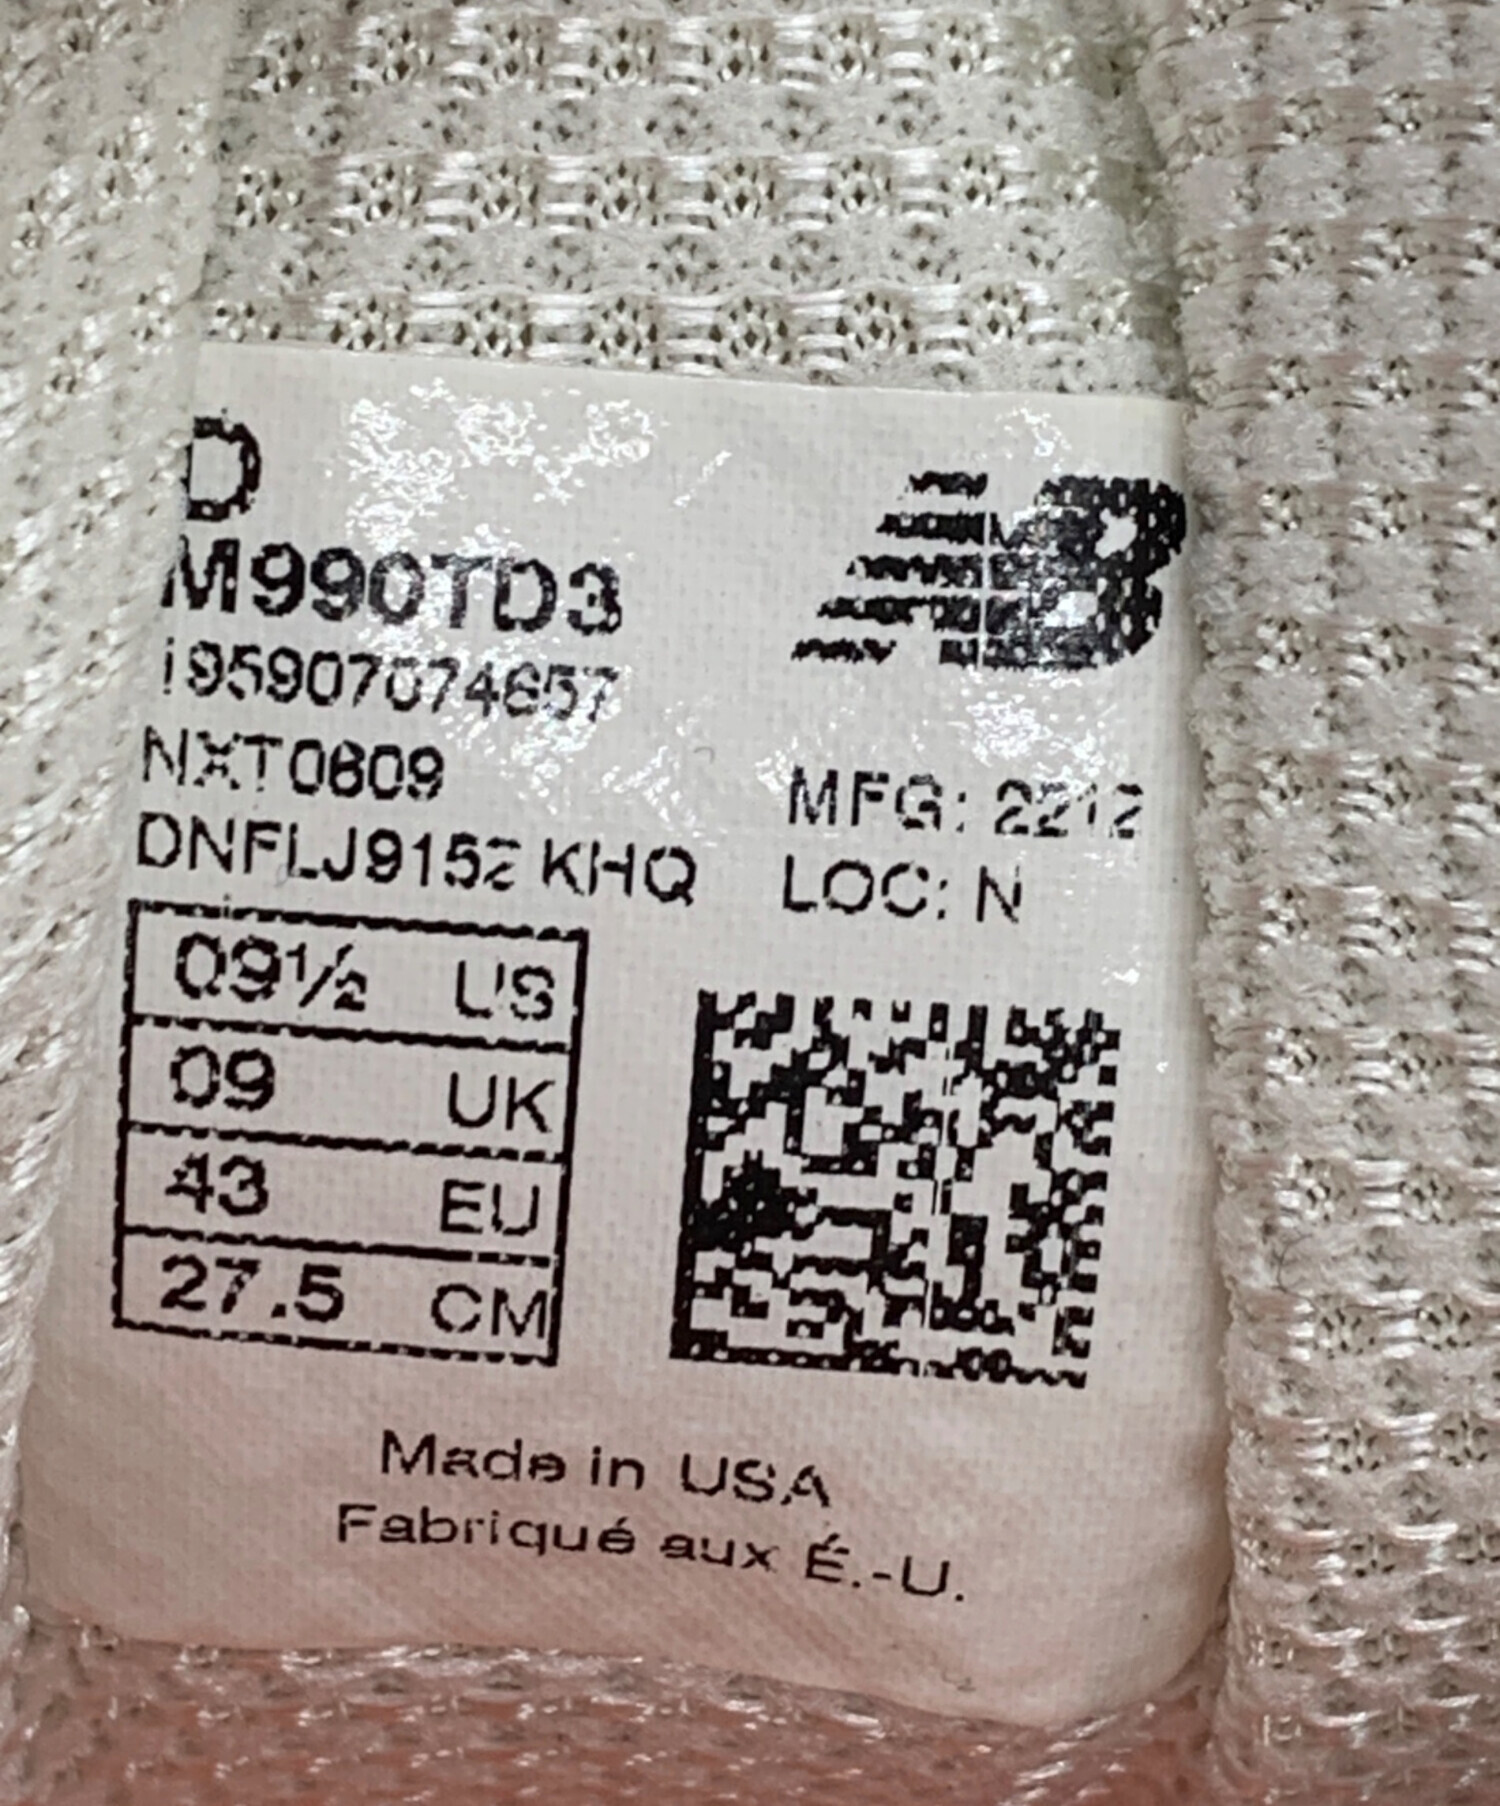 D
NB
M990TD3
195907074657
NXT0609
MFG: 2212
DNFLJ9152 KHQ
LOC: N
09½ US
09 UK
43 EU
27.5 CM
Made in USA
Fabriqué aux É.-U.